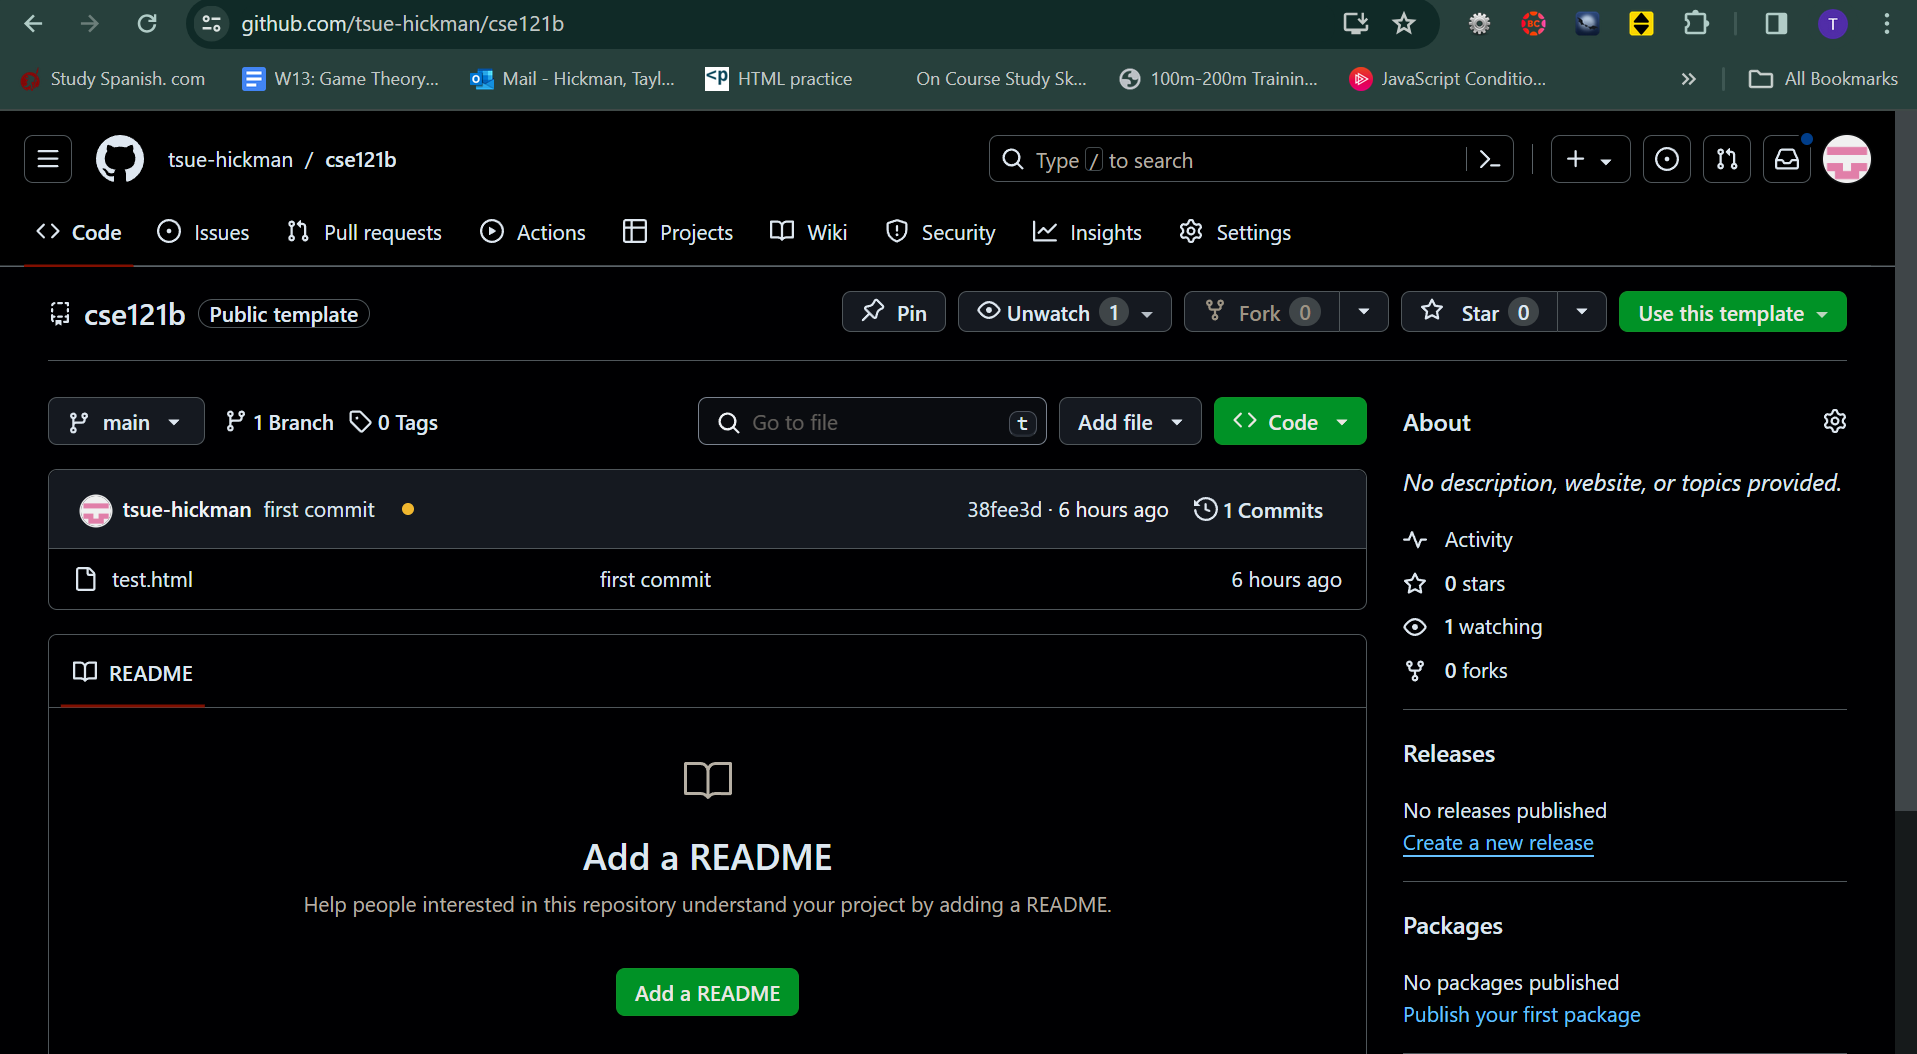 github.com/tsue-hickman/cse121b
T
Study Spanish. com
W13: Game Theory...
Mail - Hickman, Tayl...
<p HTML practice
On Course Study Sk...
100m-200m Trainin...
JavaScript Conditio...
»
All Bookmarks
tsue-hickman / cse121b
Type / to search
Code
Issues
Pull requests
Actions
Projects
Wiki
Security
Insights
Settings
cse121b Public template
Pin
Unwatch 1
Fork 0
Star 0
Use this template
main
1 Branch
0 Tags
Go to file t
Add file
Code
tsue-hickman first commit
38fee3d · 6 hours ago
1 Commits
test.html
first commit
6 hours ago
README
Add a README
Help people interested in this repository understand your project by adding a README.
Add a README
About
No description, website, or topics provided.
Activity
0 stars
1 watching
0 forks
Releases
No releases published
Create a new release
Packages
No packages published
Publish your first package